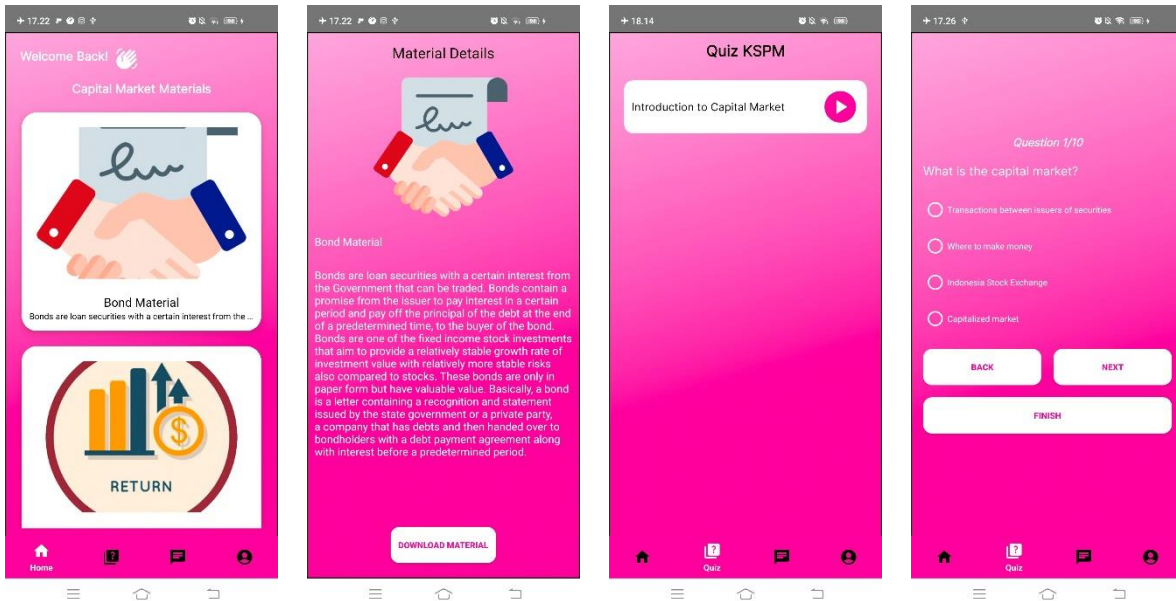 17.22
Welcome Back!
Capital Market Materials
Bond Material
Bonds are loan securities with a certain interest from the ...
RETURN
Home
17.22
Material Details
Bond Material
Bonds are loan securities with a certain interest from
the Government that can be traded. Bonds contain a
promise from the issuer to pay interest in a certain
period and pay off the principal of the debt at the end
of a predetermined time, to the buyer of the bond.
Bonds are one of the fixed income stock investments
that aim to provide a relatively stable growth rate of
investment value with relatively more stable risks
also compared to stocks. These bonds are only in
paper form but have valuable value. Basically, a bond
is a letter containing a recognition and statement
issued by the state government or a private party,
a company that has debts and then handed over to
bondholders with a debt payment agreement along
with interest before a predetermined period.
DOWNLOAD MATERIAL
18.14
Quiz KSPM
Introduction to Capital Market
Quiz
17.26
Question 1/10
What is the capital market?
Transactions between issuers of securities
Where to make money
Indonesia Stock Exchange
Capitalized market
BACK
NEXT
FINISH
Quiz